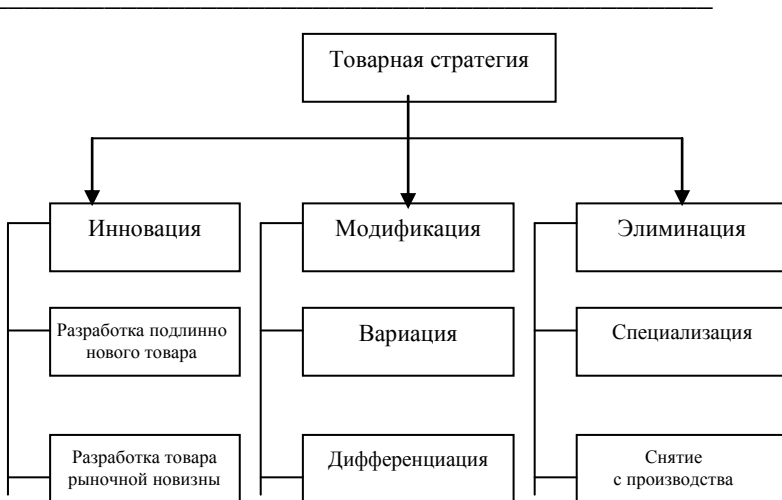 Товарная стратегия
Инновация
Модификация
Элиминация
Разработка подлинно
нового товара
Вариация
Специализация
Разработка товара
рыночной новизны
Дифференциация
Снятие
с производства